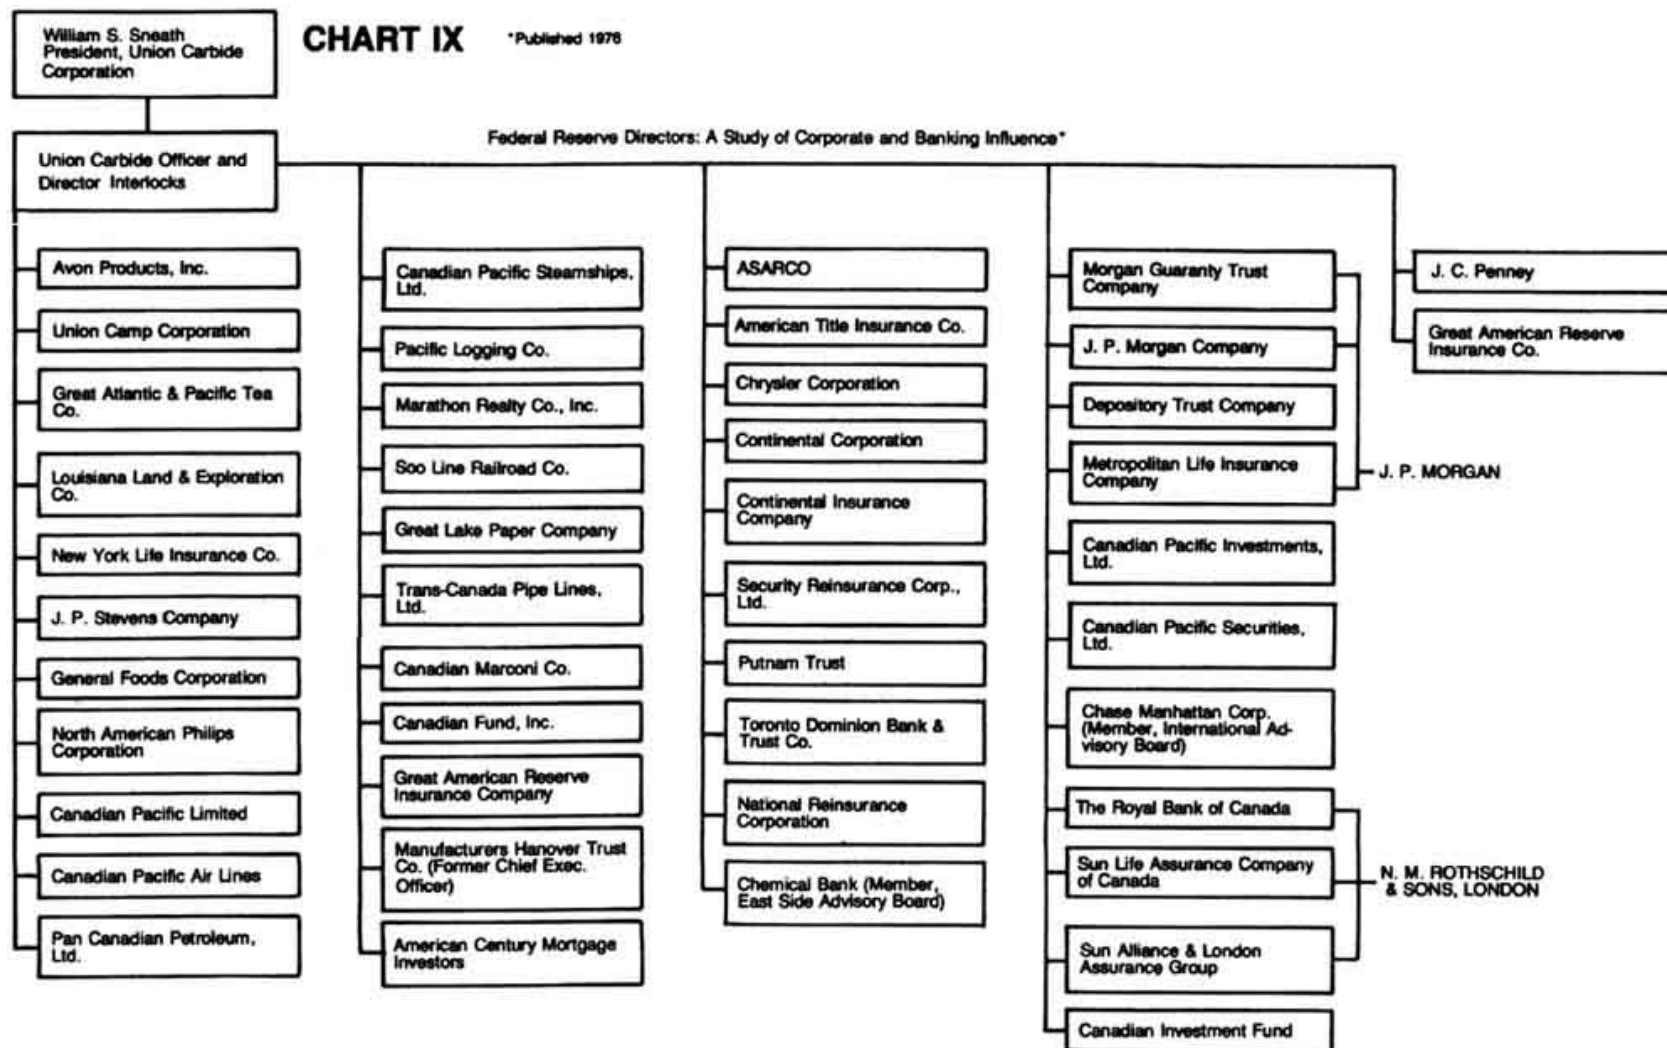 William S. Sneath
President, Union Carbide
Corporation
CHART IX
*Published 1976
Federal Reserve Directors: A Study of Corporate and Banking Influence*
Union Carbide Officer and
Director Interlocks
Avon Products, Inc.
Union Camp Corporation
Great Atlantic & Pacific Tea
Co.
Louisiana Land & Exploration
Co.
New York Life Insurance Co.
J. P. Stevens Company
General Foods Corporation
North American Philips
Corporation
Canadian Pacific Limited
Canadian Pacific Air Lines
Pan Canadian Petroleum,
Ltd.
Canadian Pacific Steamships,
Ltd.
Pacific Logging Co.
Marathon Realty Co., Inc.
Soo Line Railroad Co.
Great Lake Paper Company
Trans-Canada Pipe Lines,
Ltd.
Canadian Marconi Co.
Canadian Fund, Inc.
Great American Reserve
Insurance Company
Manufacturers Hanover Trust
Co. (Former Chief Exec.
Officer)
American Century Mortgage
Investors
ASARCO
American Title Insurance Co.
Chrysler Corporation
Continental Corporation
Continental Insurance
Company
Security Reinsurance Corp.,
Ltd.
Putnam Trust
Toronto Dominion Bank &
Trust Co.
National Reinsurance
Corporation
Chemical Bank (Member,
East Side Advisory Board)
Morgan Guaranty Trust
Company
J. P. Morgan Company
Depository Trust Company
Metropolitan Life Insurance
Company
J. P. MORGAN
Canadian Pacific Investments,
Ltd.
Canadian Pacific Securities,
Ltd.
Chase Manhattan Corp.
(Member, International Ad-
visory Board)
The Royal Bank of Canada
Sun Life Assurance Company
of Canada
Sun Alliance & London
Assurance Group
N. M. ROTHSCHILD
& SONS, LONDON
Canadian Investment Fund
J. C. Penney
Great American Reserve
Insurance Co.